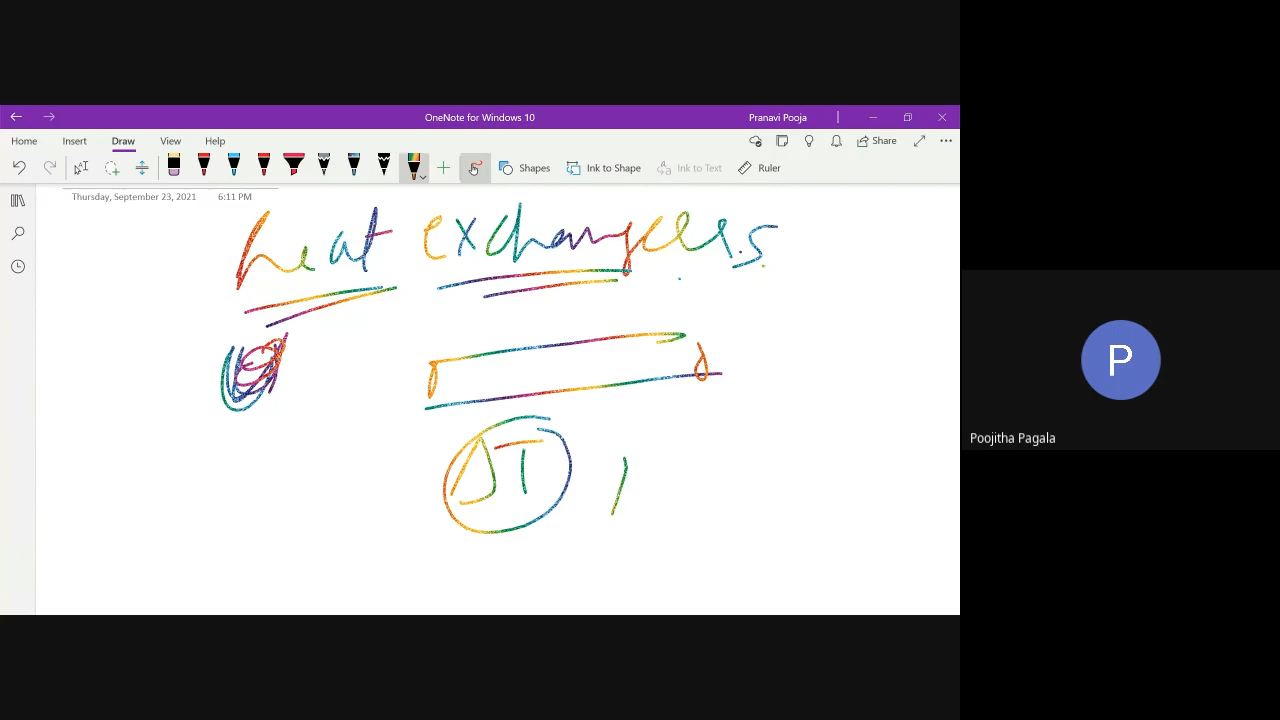 OneNote for Windows 10
Pranavi Pooja
Home Insert Draw View Help
Share
Shapes Ink to Shape Ink to Text Ruler
Thursday, September 23, 2021 6:11 PM
heat exchangers.
ΔT
P
Poojitha Pagala